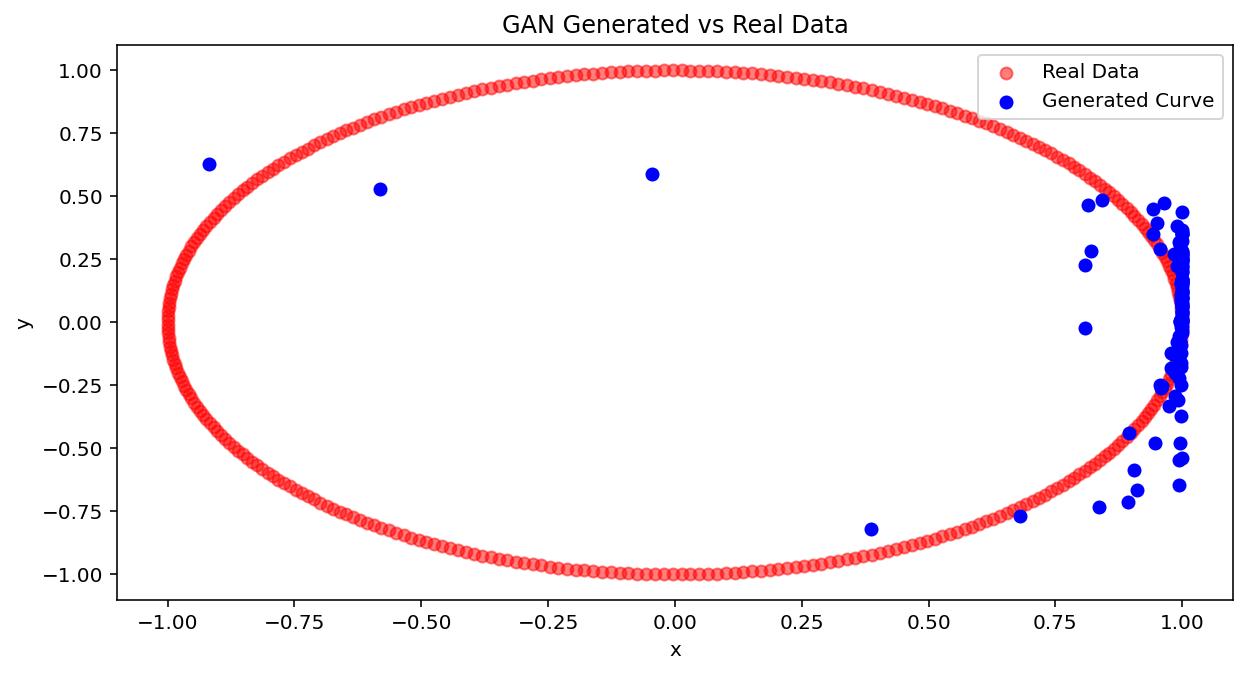 GAN Generated vs Real Data
Real Data
Generated Curve
1.00
0.75
0.50
0.25
0.00
−0.25
−0.50
−0.75
−1.00
y
−1.00 −0.75 −0.50 −0.25 0.00 0.25 0.50 0.75 1.00
x